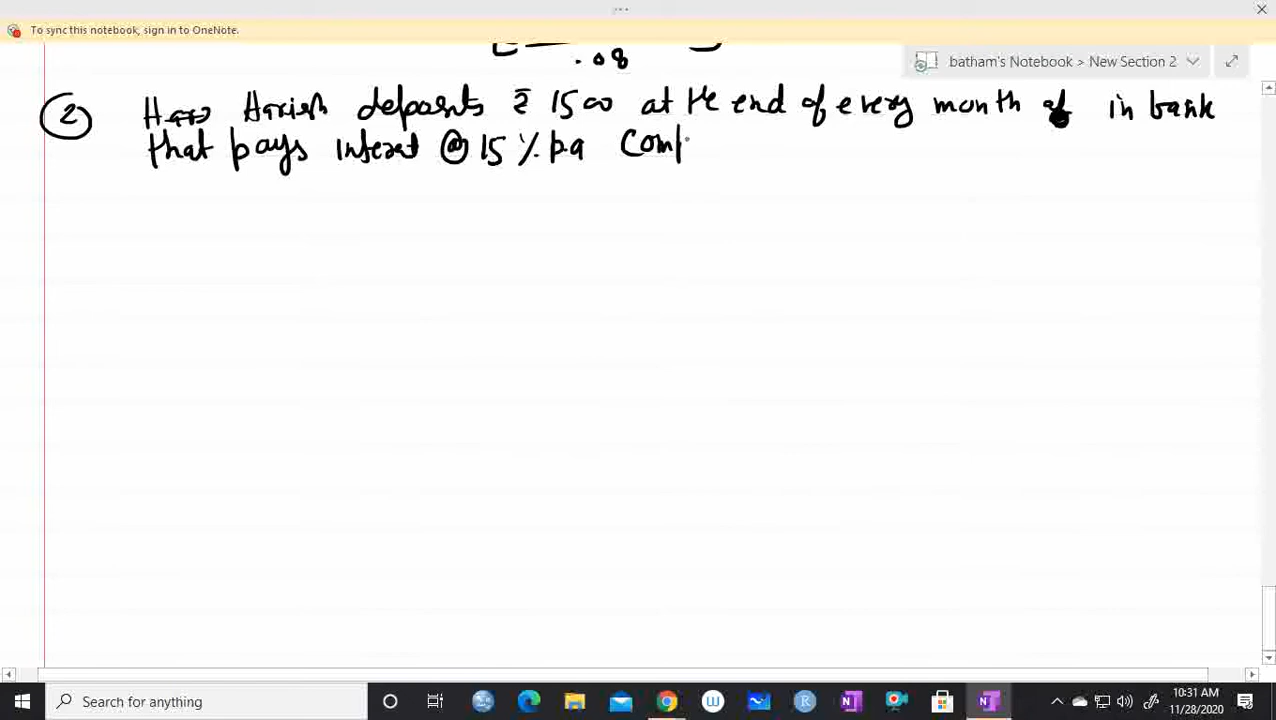 To sync this notebook, sign in to OneNote.
.08
batham's Notebook > New Section 2
2 Harish deposits ₹ 1500 at the end of every month in bank
that pays interest @ 15 % p.a Comp
Search for anything
10:31 AM
11/28/2020